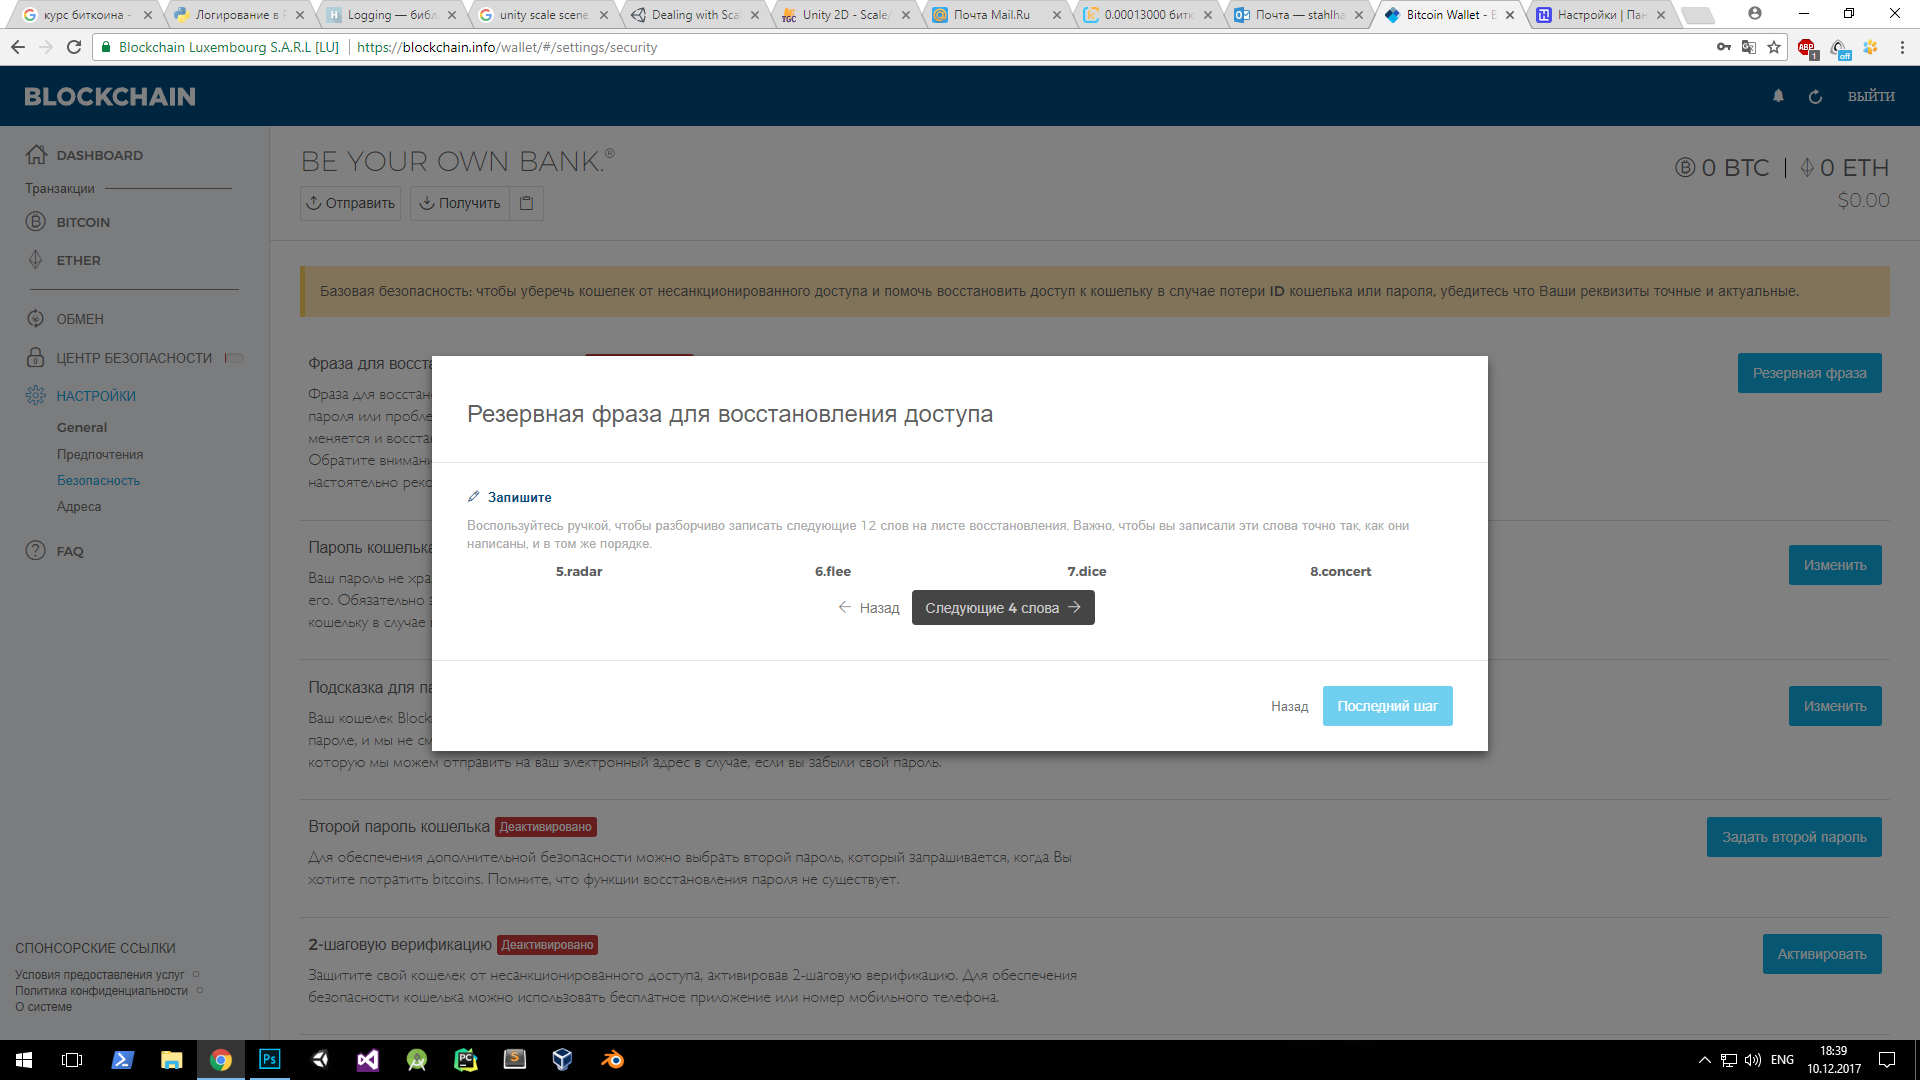 курс биткоина -
Логирование в P
Logging — библ
unity scale scene
Dealing with Sca
Unity 2D - Scale/
Почта Mail.Ru
0.00013000 битк
Почта — stahlha
Bitcoin Wallet - B
Настройки | Пан
Blockchain Luxembourg S.A.R.L [LU]
https://blockchain.info/wallet/#/settings/security
BLOCKCHAIN
ВЫЙТИ
DASHBOARD
Транзакции
BITCOIN
ETHER
ОБМЕН
ЦЕНТР БЕЗОПАСНОСТИ
НАСТРОЙКИ
General
Предпочтения
Безопасность
Адреса
FAQ
СПОНСОРСКИЕ ССЫЛКИ
Условия предоставления услуг
Политика конфиденциальности
О системе
BE YOUR OWN BANK.®
Отправить
Получить
0 BTC | 0 ETH
$0.00
Базовая безопасность: чтобы уберечь кошелек от несанкционированного доступа и помочь восстановить доступ к кошельку в случае потери ID кошелька или пароля, убедитесь что Ваши реквизиты точные и актуальные.
Фраза для восста
Фраза для восстан
пароля или пробле
меняется и восста
Обратите внимани
настоятельно реко
Резервная фраза
Резервная фраза для восстановления доступа
Запишите
Воспользуйтесь ручкой, чтобы разборчиво записать следующие 12 слов на листе восстановления. Важно, чтобы вы записали эти слова точно так, как они
написаны, и в том же порядке.
5.radar 6.flee 7.dice 8.concert
Назад
Следующие 4 слова
Назад
Последний шаг
Пароль кошелька
Ваш пароль не хра
его. Обязательно з
кошельку в случае
Изменить
Подсказка для па
Ваш кошелек Block
пароле, и мы не см
которую мы можем отправить на ваш электронный адрес в случае, если вы забыли свой пароль.
Изменить
Второй пароль кошелька Деактивировано
Для обеспечения дополнительной безопасности можно выбрать второй пароль, который запрашивается, когда Вы
хотите потратить bitcoins. Помните, что функции восстановления пароля не существует.
Задать второй пароль
2-шаговую верификацию Деактивировано
Защитите свой кошелек от несанкционированного доступа, активировав 2-шаговую верификацию. Для обеспечения
безопасности кошелька можно использовать бесплатное приложение или номер мобильного телефона.
Активировать
ENG
18:39
10.12.2017